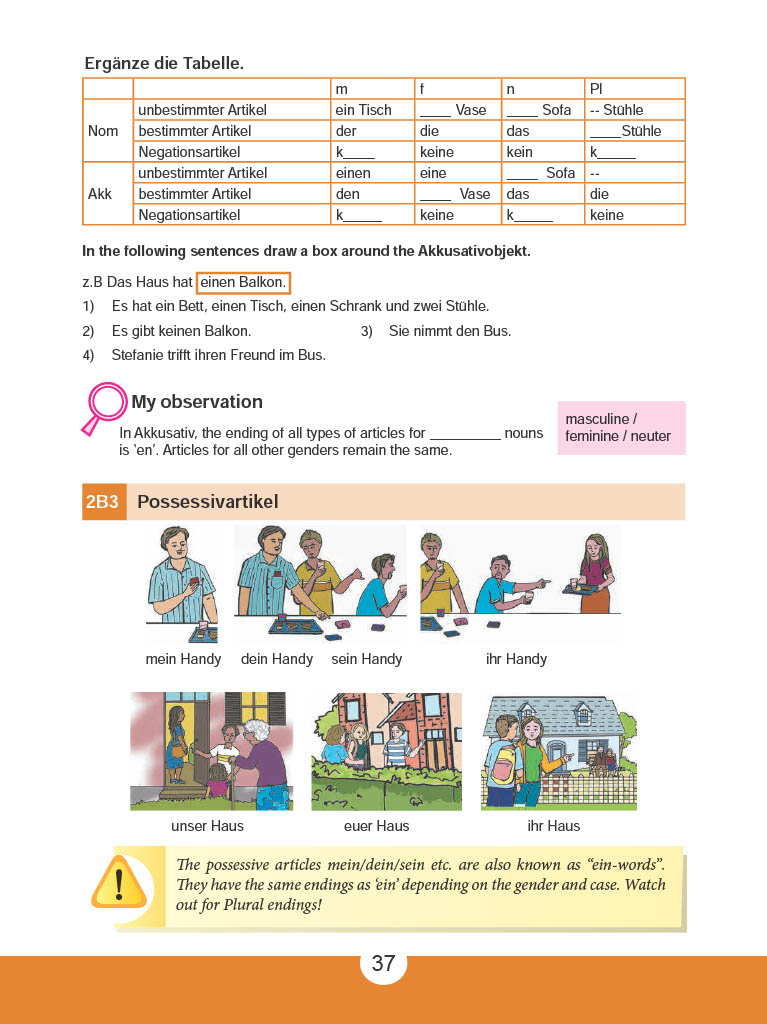 Ergänze die Tabelle.
m f n Pl
Nom unbestimmter Artikel ein Tisch ____ Vase ____ Sofa -- Stühle
bestimmter Artikel der die das ____Stühle
Negationsartikel k____ keine kein k_____
Akk unbestimmter Artikel einen eine ____ Sofa --
bestimmter Artikel den ____ Vase das die
Negationsartikel k_____ keine k_____ keine
In the following sentences draw a box around the Akkusativobjekt.
z.B Das Haus hat einen Balkon.
1) Es hat ein Bett, einen Tisch, einen Schrank und zwei Stühle.
2) Es gibt keinen Balkon. 3) Sie nimmt den Bus.
4) Stefanie trifft ihren Freund im Bus.
My observation
In Akkusativ, the ending of all types of articles for _________ nouns
is ‘en’. Articles for all other genders remain the same.
masculine /
feminine / neuter
2B3 Possessivartikel
mein Handy dein Handy sein Handy ihr Handy
unser Haus euer Haus ihr Haus
!
The possessive articles mein/dein/sein etc. are also known as “ein-words”.
They have the same endings as ‘ein’ depending on the gender and case. Watch
out for Plural endings!
37